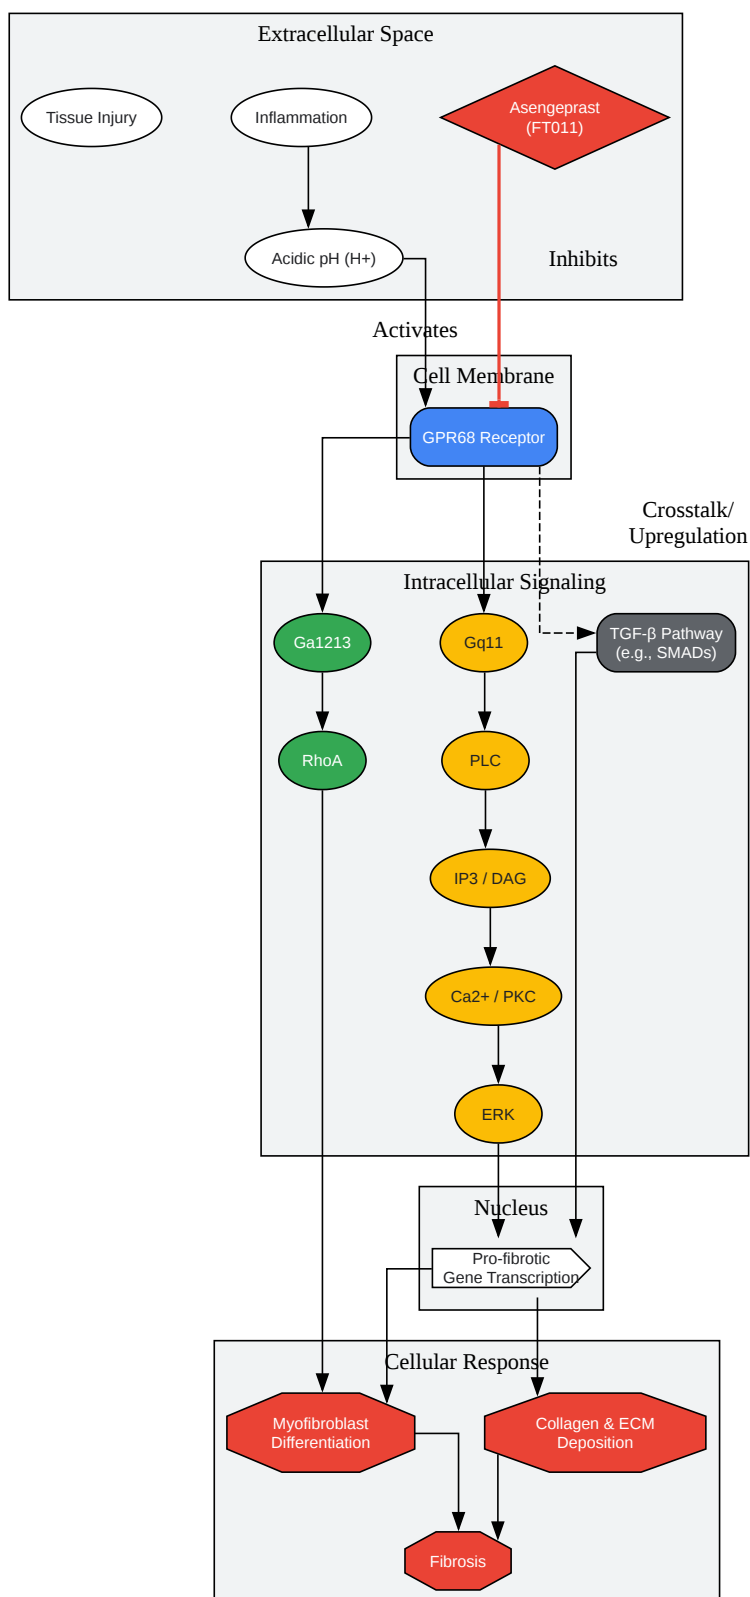 Extracellular Space
Tissue Injury
Inflammation
Asengeprast
(FT011)
Acidic pH (H+)
Inhibits
Activates
Cell Membrane
GPR68 Receptor
Crosstalk/
Upregulation
Intracellular Signaling
Ga1213
Gq11
TGF-β Pathway
(e.g., SMADs)
RhoA
PLC
IP3 / DAG
Ca2+ / PKC
ERK
Nucleus
Pro-fibrotic
Gene Transcription
Cellular Response
Myofibroblast
Differentiation
Collagen & ECM
Deposition
Fibrosis